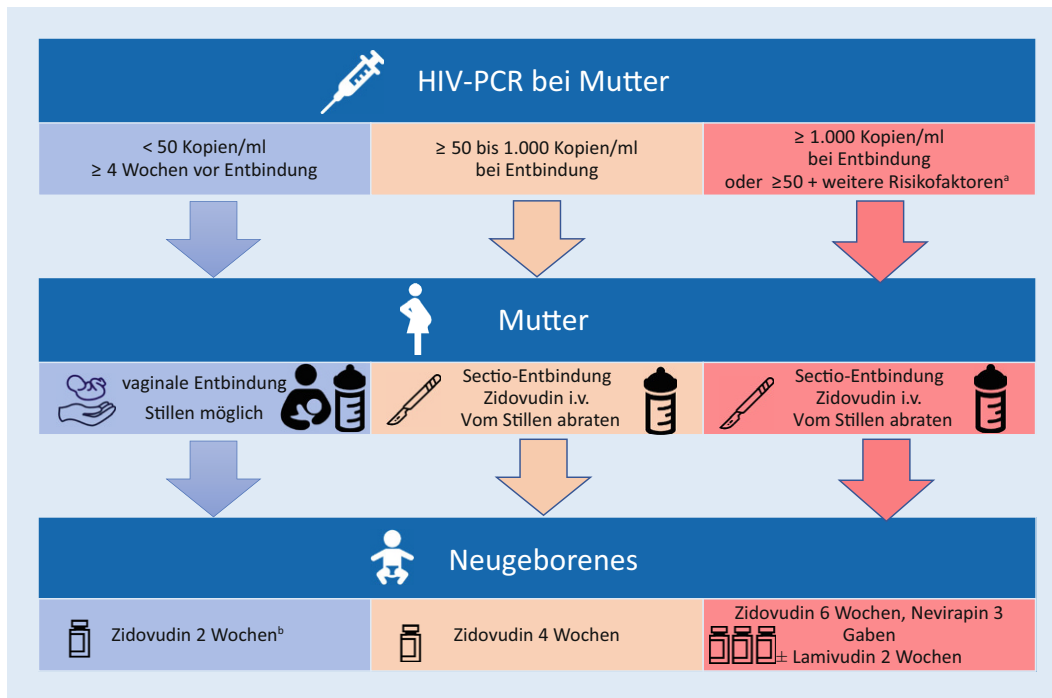 HIV-PCR bei Mutter
< 50 Kopien/ml
≥ 4 Wochen vor Entbindung
≥ 50 bis 1.000 Kopien/ml
bei Entbindung
≥ 1.000 Kopien/ml
bei Entbindung
oder ≥50 + weitere Risikofaktorenᵃ
Mutter
vaginale Entbindung
Stillen möglich
Sectio-Entbindung
Zidovudin i.v.
Vom Stillen abraten
Sectio-Entbindung
Zidovudin i.v.
Vom Stillen abraten
Neugeborenes
Zidovudin 2 Wochenᵇ
Zidovudin 4 Wochen
Zidovudin 6 Wochen, Nevirapin 3
Gaben
± Lamivudin 2 Wochen